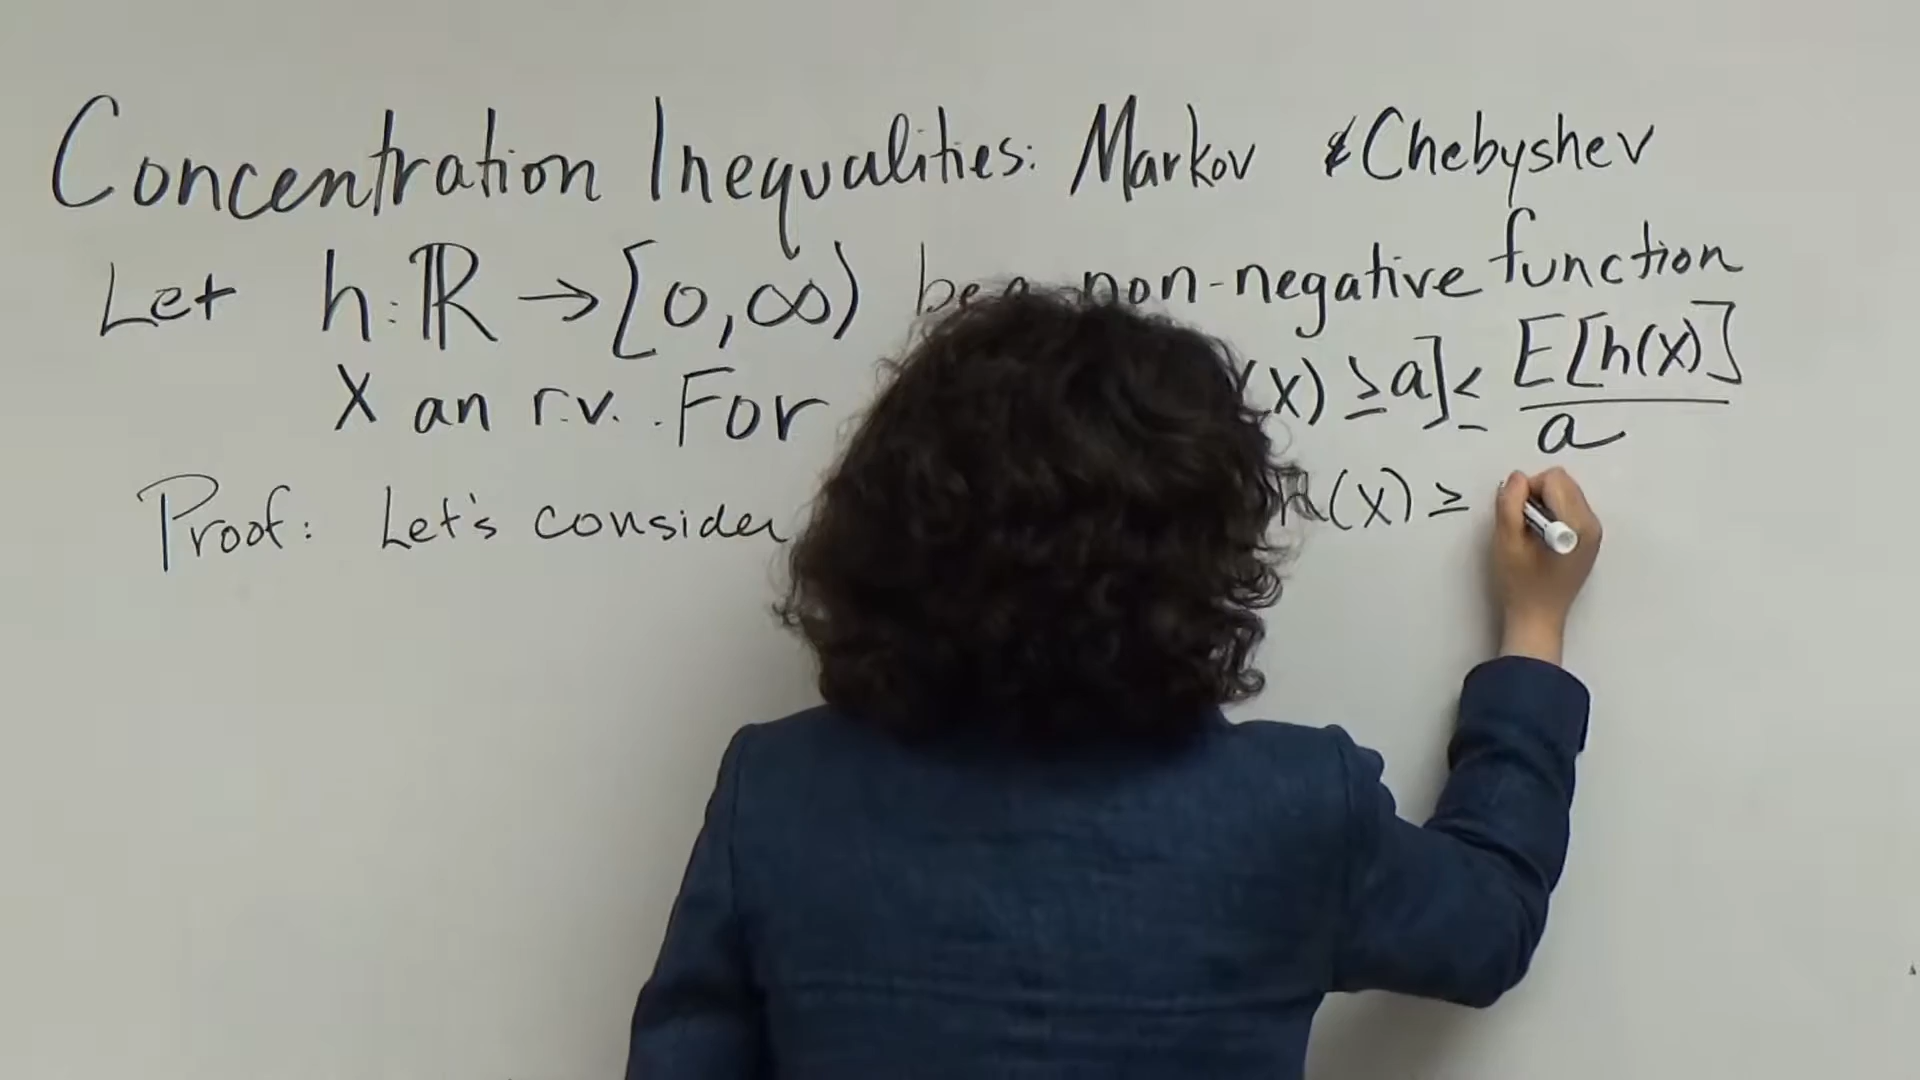 Concentration Inequalities: Markov & Chebyshev
Let h: ℝ → [0,∞) be a non-negative function
X an r.v. For (X) ≥ a] ≤ E[h(X)] / a
Proof: Let's consider h(X) ≥